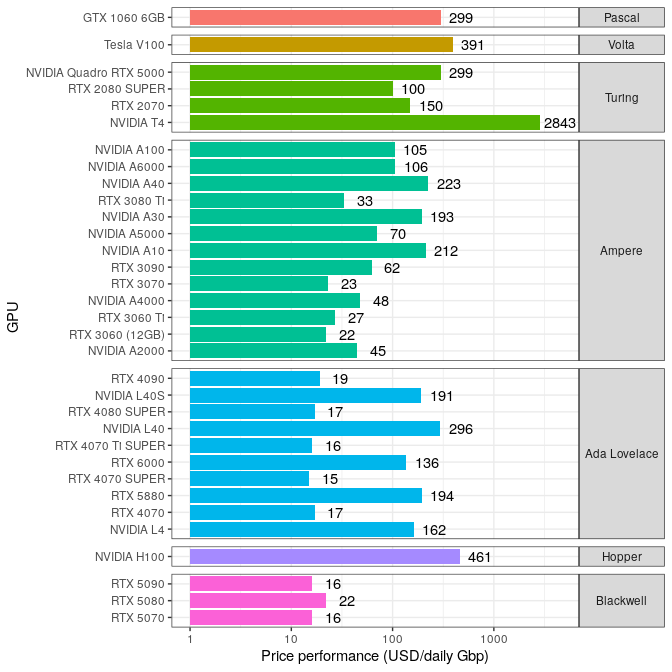 GTX 1060 6GB 299 Pascal
Tesla V100 391 Volta
NVIDIA Quadro RTX 5000 299
RTX 2080 SUPER 100
RTX 2070 150
NVIDIA T4 2843
Turing
NVIDIA A100 105
NVIDIA A6000 106
NVIDIA A40 223
RTX 3080 TI 33
NVIDIA A30 193
NVIDIA A5000 70
NVIDIA A10 212
RTX 3090 62
RTX 3070 23
NVIDIA A4000 48
RTX 3060 TI 27
RTX 3060 (12GB) 22
NVIDIA A2000 45
Ampere
RTX 4090 19
NVIDIA L40S 191
RTX 4080 SUPER 17
NVIDIA L40 296
RTX 4070 TI SUPER 16
RTX 6000 136
RTX 4070 SUPER 15
RTX 5880 194
RTX 4070 17
NVIDIA L4 162
Ada Lovelace
NVIDIA H100 461 Hopper
RTX 5090 16
RTX 5080 22
RTX 5070 16
Blackwell
GPU
1 10 100 1000
Price performance (USD/daily Gbp)